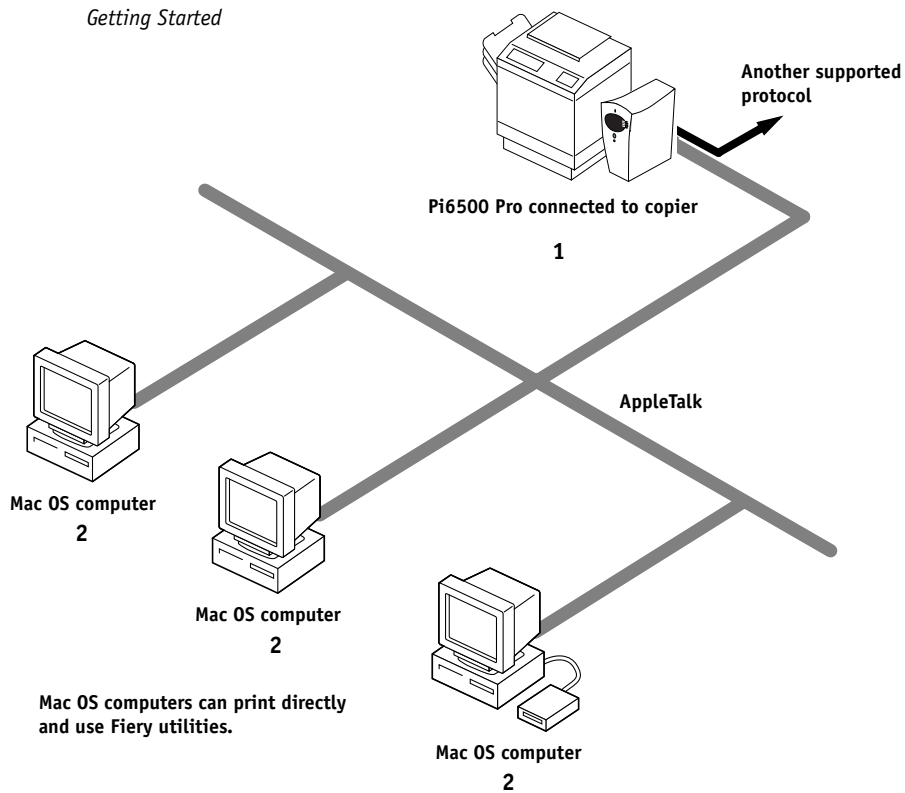 Getting Started
Another supported
protocol
Pi6500 Pro connected to copier
1
AppleTalk
Mac OS computer
2
Mac OS computer
2
Mac OS computers can print directly
and use Fiery utilities.
Mac OS computer
2